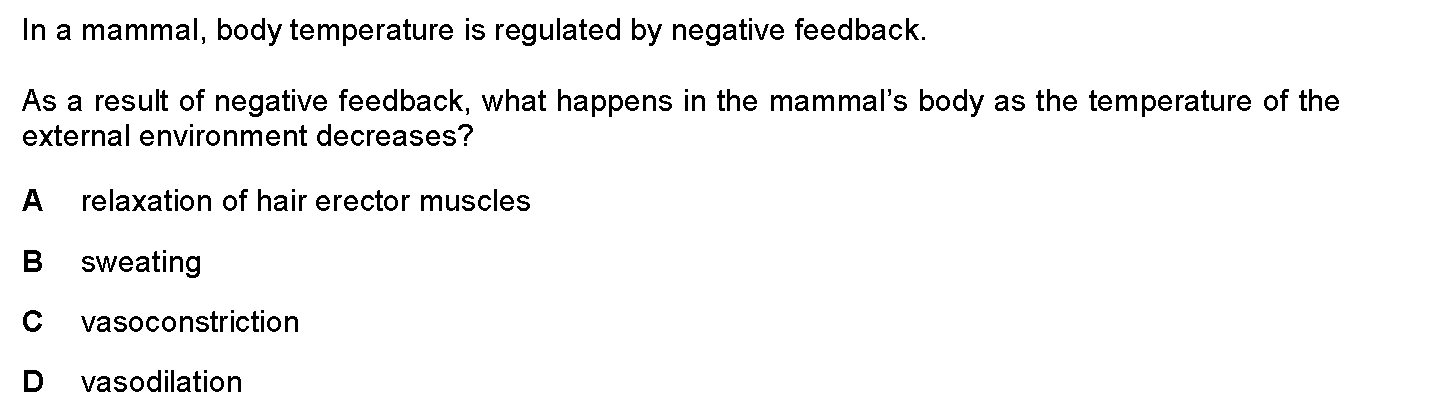 In a mammal, body temperature is regulated by negative feedback.
As a result of negative feedback, what happens in the mammal's body as the temperature of the
external environment decreases?
A relaxation of hair erector muscles
B sweating
C vasoconstriction
D vasodilation